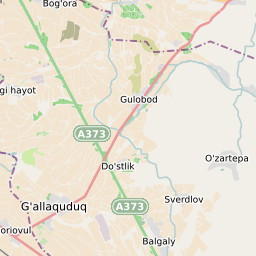 Bog'ora
gi hayot
Gulobod
A373
Do'stlik
O'zartepa
G'allaquduq
Sverdlov
A373
oriovul
Balgaly